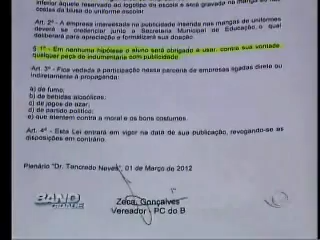 inferior àquele reservado ao logotipo da escola e será gravada na manga
costas da blusa do uniforme escolar.
Art. 2º - A empresa interessada na publicidade inserida nas mangas de uniformes
deverá se credenciar junto a Secretaria Municipal de Educação, o qual
deliberará para apreciação e formalizará sua doação.
§ 1º - Em nenhuma hipótese o aluno será obrigado a usar, contra sua vontade
qualquer peça de indumentária com publicidade.
Art. 3º - Fica vedada a participação nessa parceria de empresas ligadas direta ou
indiretamente à propaganda:
a) de fumo;
b) de bebidas alcoólicas;
c) de jogos de azar;
d) de partido político;
e) que atentem contra a moral e os bons costumes.
Art. 4º - Esta Lei entrará em vigor na data de sua publicação, revogando-se as
disposições em contrário.
Plenário "Dr. Tancredo Neves", 01 de Março de 2012
Zeca Gonçalves
Vereador - PC do B
BAND
CIDADE